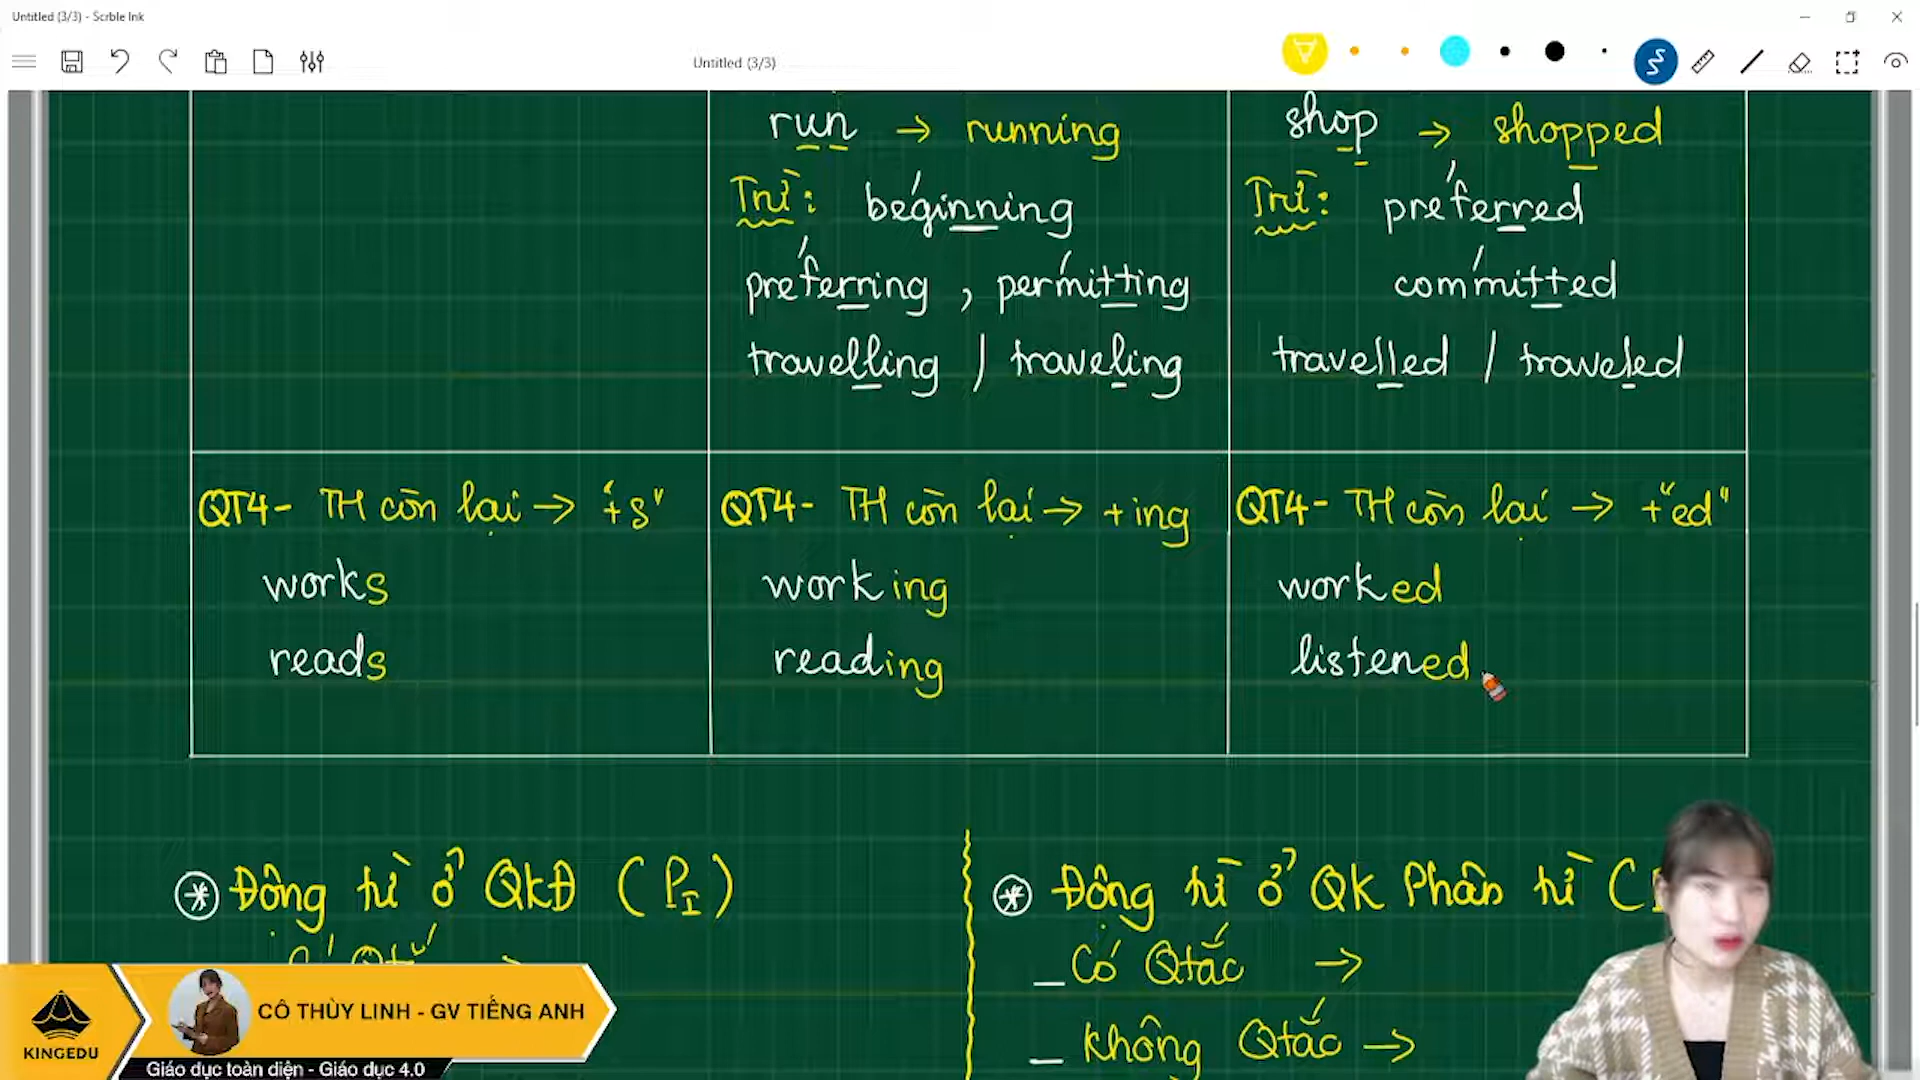 Untitled (3/3) - Scrble Ink
Untitled (3/3)
run → running
Trừ: beginning
preferring, permitting
travelling / traveling
shop → shopped
Trừ: preferred
committed
travelled / traveled
QT4- TH còn lại → "+s"
works
reads
QT4- TH còn lại → +ing
working
reading
QT4- TH còn lại → +"ed"
worked
listened
Động từ ở QKĐ (PI)
Động từ ở QK Phân từ (
_ Có Qtắc →
_ Không Qtắc →
KINGEDU
CÔ THÙY LINH - GV TIẾNG ANH
Giáo dục toàn diện - Giáo dục 4.0